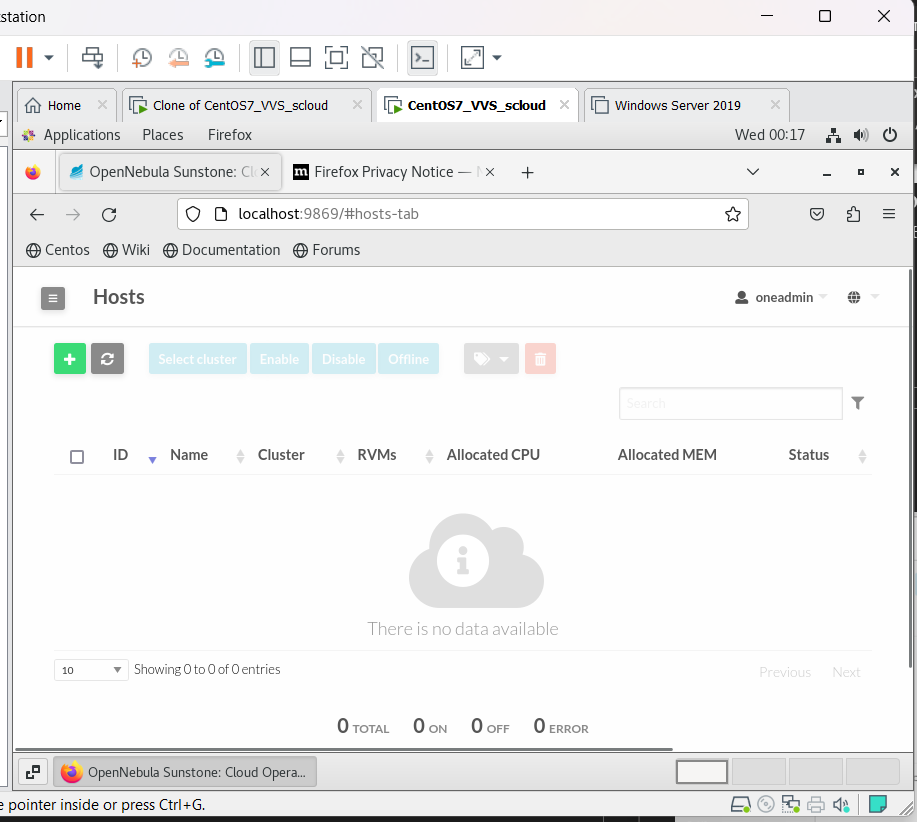 station
Home
Clone of CentOS7_VVS_scloud
CentOS7_VVS_scloud
Windows Server 2019
Applications Places Firefox Wed 00:17
OpenNebula Sunstone: Cl
m Firefox Privacy Notice —
localhost:9869/#hosts-tab
Centos Wiki Documentation Forums
Hosts
oneadmin
Select cluster Enable Disable Offline
Search
ID Name Cluster RVMs Allocated CPU Allocated MEM Status
There is no data available
10 Showing 0 to 0 of 0 entries
Previous Next
0 TOTAL 0 ON 0 OFF 0 ERROR
OpenNebula Sunstone: Cloud Opera...
e pointer inside or press Ctrl+G.